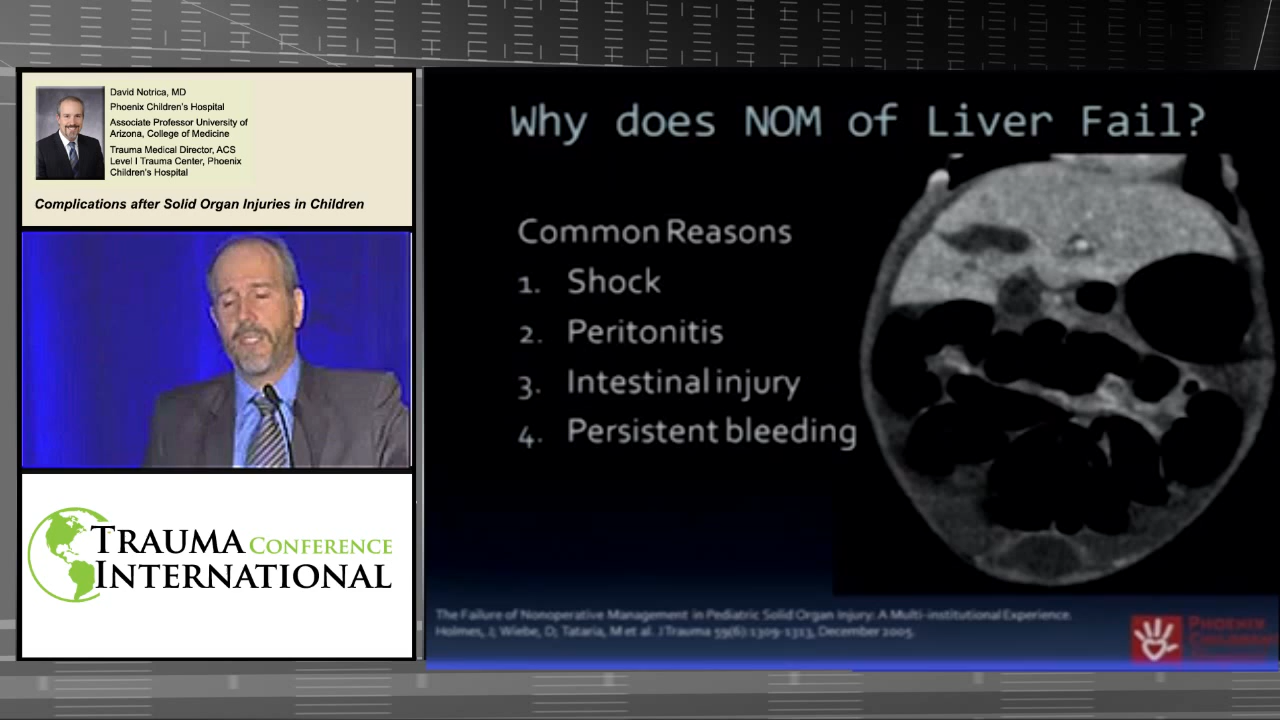 David Notrica, MD
Phoenix Children's Hospital
Associate Professor University of
Arizona, College of Medicine
Trauma Medical Director, ACS
Level I Trauma Center, Phoenix
Children's Hospital
Complications after Solid Organ Injuries in Children
TRAUMA CONFERENCE
INTERNATIONAL
Why does NOM of Liver Fail?
Common Reasons
1. Shock
2. Peritonitis
3. Intestinal injury
4. Persistent bleeding
The Failure of Nonoperative Management in Pediatric Solid Organ Injury: A Multi-institutional Experience.
Holmes, J; Wiebe, D; Tataria, M et al. J Trauma 59(6):1309-1313, December 2005.
PHOENIX
CHILDREN'S